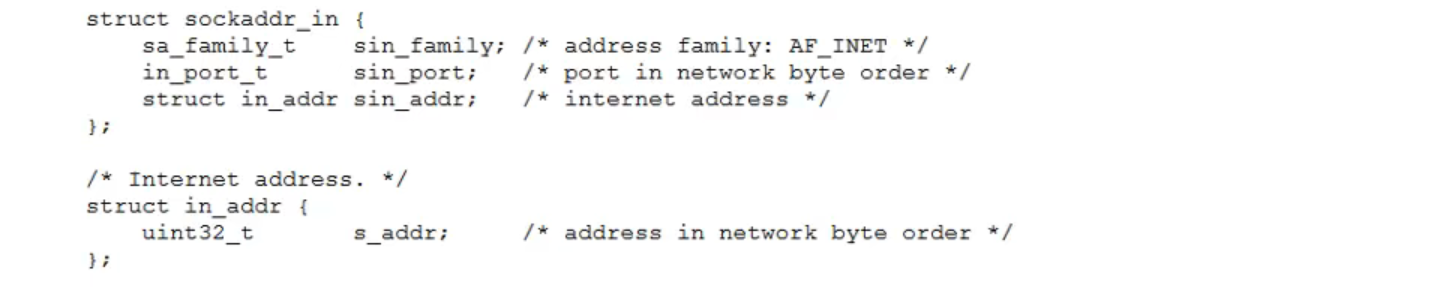 struct sockaddr_in {
    sa_family_t    sin_family; /* address family: AF_INET */
    in_port_t      sin_port;   /* port in network byte order */
    struct in_addr sin_addr;   /* internet address */
};

/* Internet address. */
struct in_addr {
    uint32_t       s_addr;     /* address in network byte order */
};